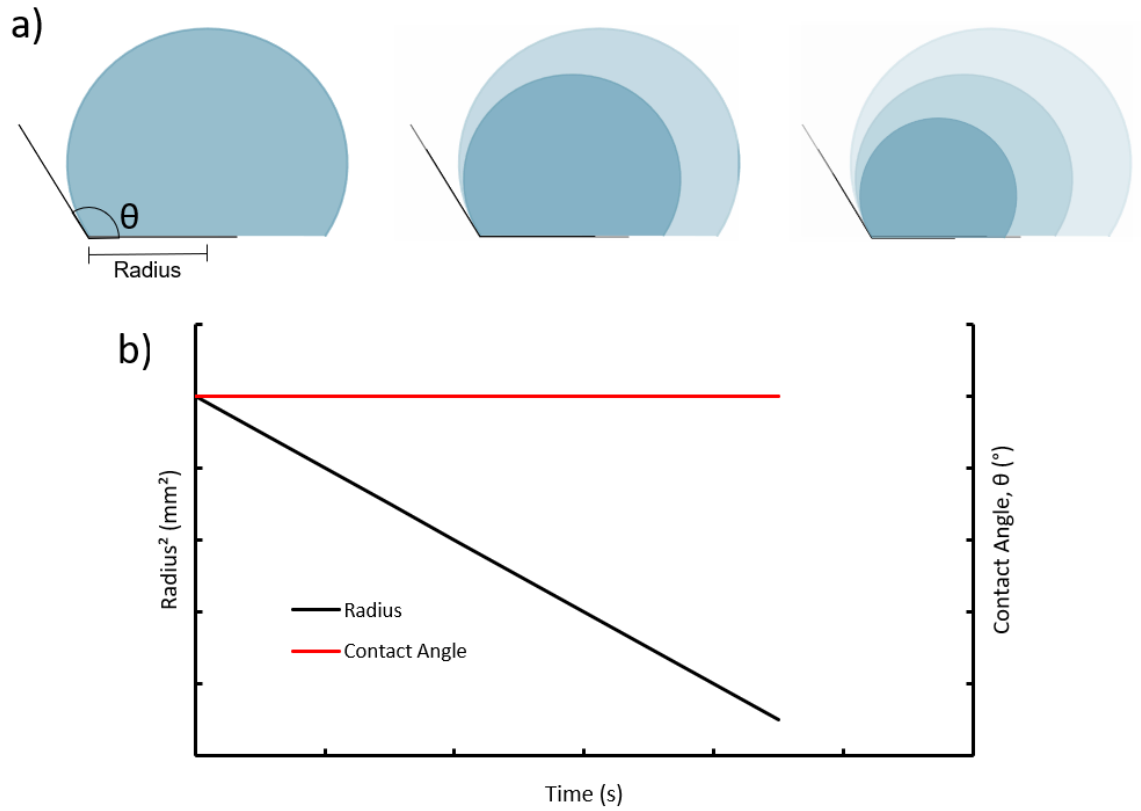 a)
θ
Radius
b)
Radius² (mm²)
Radius
Contact Angle
Contact Angle, θ (°)
Time (s)